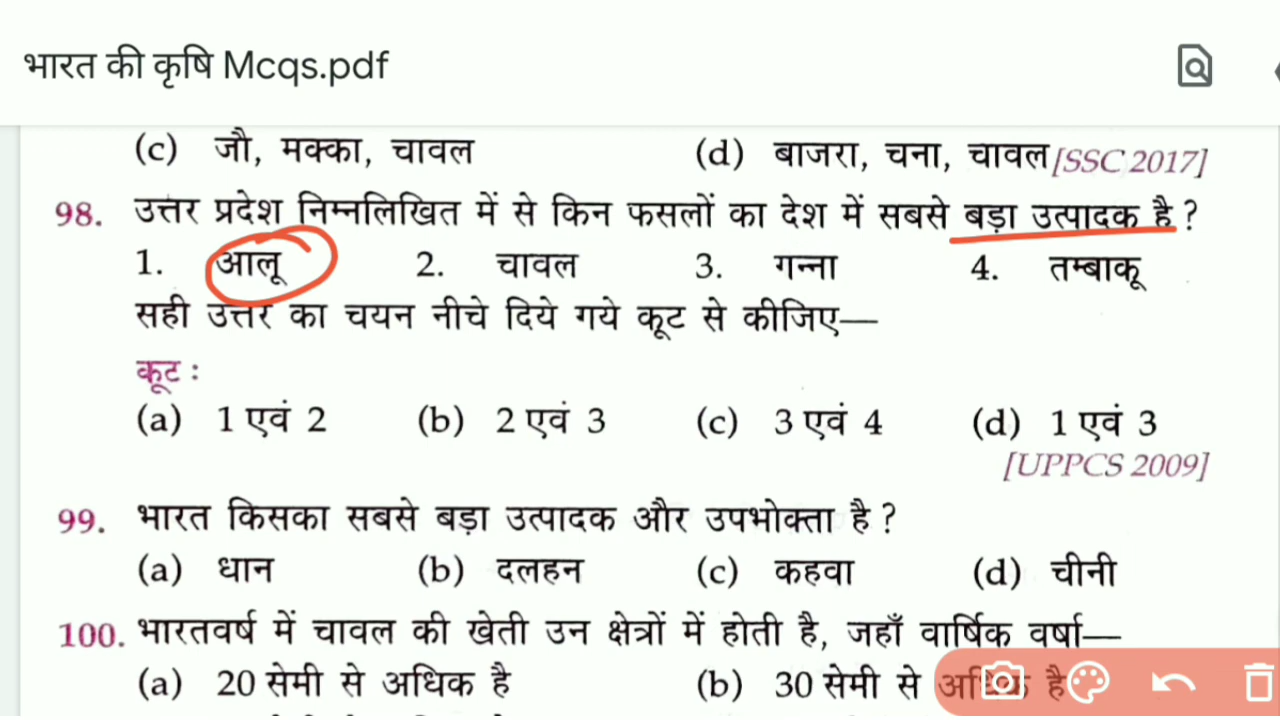 भारत की कृषि Mcqs.pdf
(c) जौ, मक्का, चावल (d) बाजरा, चना, चावल [SSC 2017]
98. उत्तर प्रदेश निम्नलिखित में से किन फसलों का देश में सबसे बड़ा उत्पादक है ?
1. आलू 2. चावल 3. गन्ना 4. तम्बाकू
सही उत्तर का चयन नीचे दिये गये कूट से कीजिए—
कूट :
(a) 1 एवं 2 (b) 2 एवं 3 (c) 3 एवं 4 (d) 1 एवं 3
[UPPCS 2009]
99. भारत किसका सबसे बड़ा उत्पादक और उपभोक्ता है ?
(a) धान (b) दलहन (c) कहवा (d) चीनी
100. भारतवर्ष में चावल की खेती उन क्षेत्रों में होती है, जहाँ वार्षिक वर्षा—
(a) 20 सेमी से अधिक है (b) 30 सेमी से अधिक है